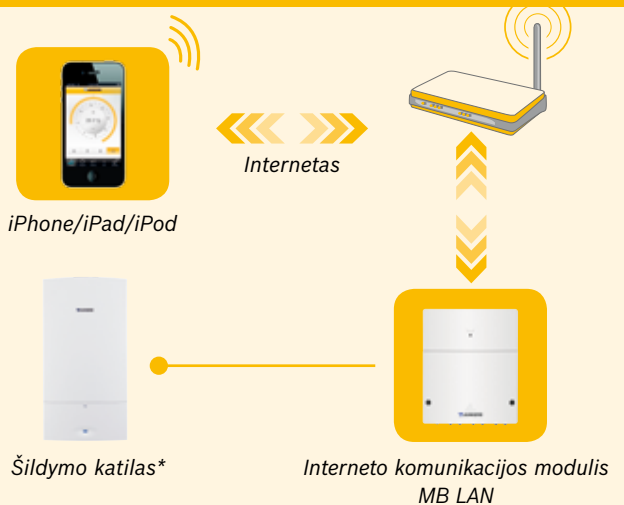 Internetas
iPhone/iPad/iPod
Šildymo katilas*
Interneto komunikacijos modulis
MB LAN